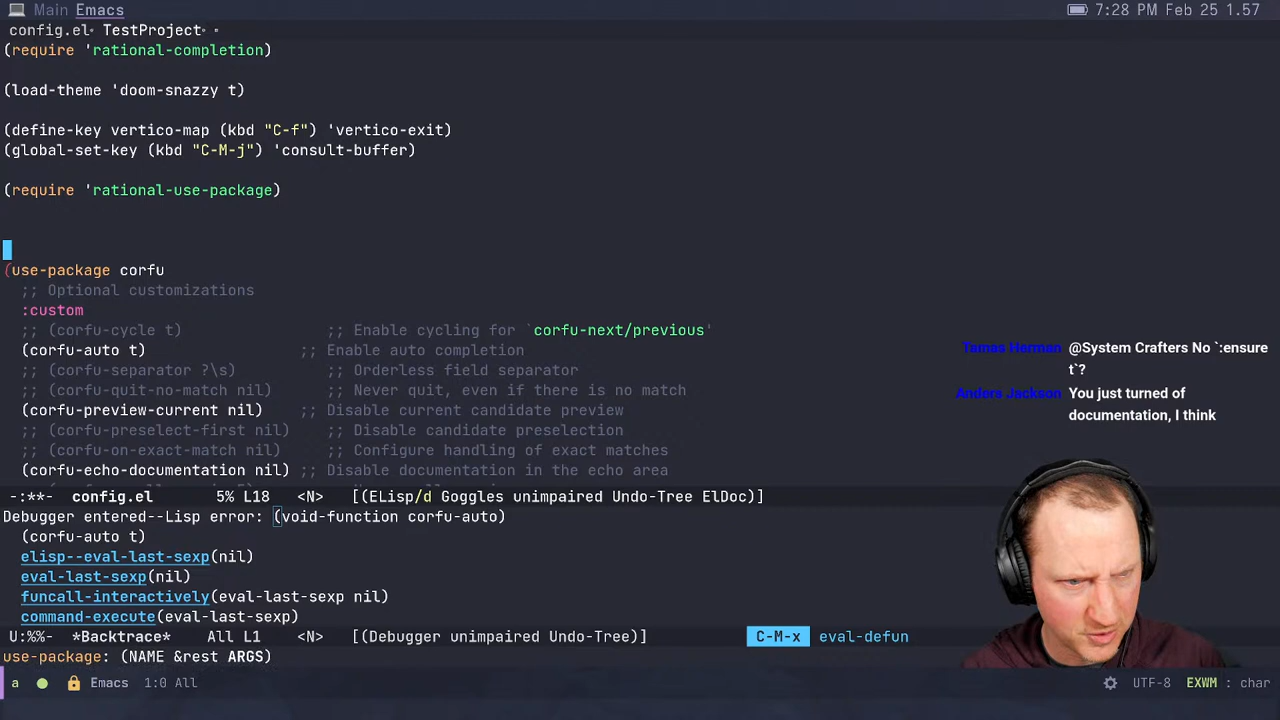 Main Emacs
7:28 PM Feb 25 1.57
config.el TestProject
(require 'rational-completion)
(load-theme 'doom-snazzy t)
(define-key vertico-map (kbd "C-f") 'vertico-exit)
(global-set-key (kbd "C-M-j") 'consult-buffer)
(require 'rational-use-package)
(use-package corfu
;; Optional customizations
:custom
;; (corfu-cycle t) ;; Enable cycling for `corfu-next/previous'
(corfu-auto t) ;; Enable auto completion
;; (corfu-separator ?\s) ;; Orderless field separator
;; (corfu-quit-no-match nil) ;; Never quit, even if there is no match
(corfu-preview-current nil) ;; Disable current candidate preview
;; (corfu-preselect-first nil) ;; Disable candidate preselection
;; (corfu-on-exact-match nil) ;; Configure handling of exact matches
(corfu-echo-documentation nil) ;; Disable documentation in the echo area
Tamas Herman @System Crafters No `:ensure
t`?
Anders Jackson You just turned of
documentation, I think
-:**- config.el 5% L18 <N> [(ELisp/d Goggles unimpaired Undo-Tree ElDoc)]
Debugger entered--Lisp error: (void-function corfu-auto)
(corfu-auto t)
elisp--eval-last-sexp(nil)
eval-last-sexp(nil)
funcall-interactively(eval-last-sexp nil)
command-execute(eval-last-sexp)
U:%%- *Backtrace* All L1 <N> [(Debugger unimpaired Undo-Tree)]
C-M-x eval-defun
use-package: (NAME &rest ARGS)
a Emacs 1:0 All
UTF-8 EXWM : char